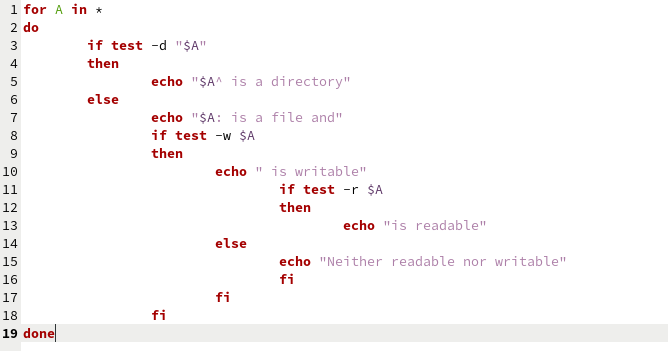 1 for A in *
2 do
3 if test -d "$A"
4 then
5 echo "$A^ is a directory"
6 else
7 echo "$A: is a file and"
8 if test -w $A
9 then
10 echo " is writable"
11 if test -r $A
12 then
13 echo "is readable"
14 else
15 echo "Neither readable nor writable"
16 fi
17 fi
18 fi
19 done